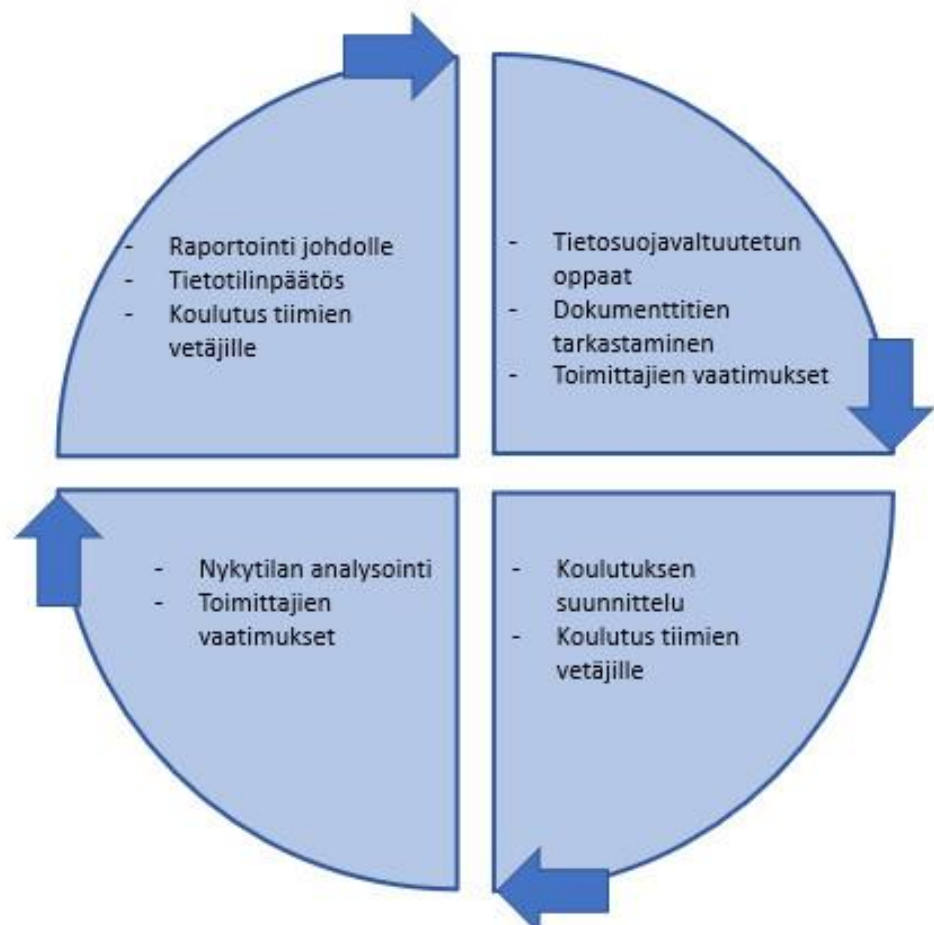 - Raportointi johdolle
- Tietotilinpäätös
- Koulutus tiimien
vetäjille
- Tietosuojavaltuutetun
oppaat
- Dokumenttitien
tarkastaminen
- Toimittajien vaatimukset
- Nykytilan analysointi
- Toimittajien
vaatimukset
- Koulutuksen
suunnittelu
- Koulutus tiimien
vetäjille